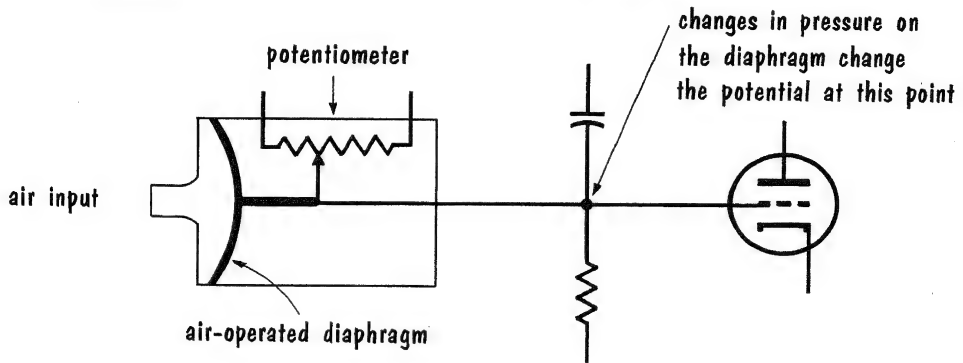 changes in pressure on
the diaphragm change
the potential at this point
potentiometer
air input
air-operated diaphragm